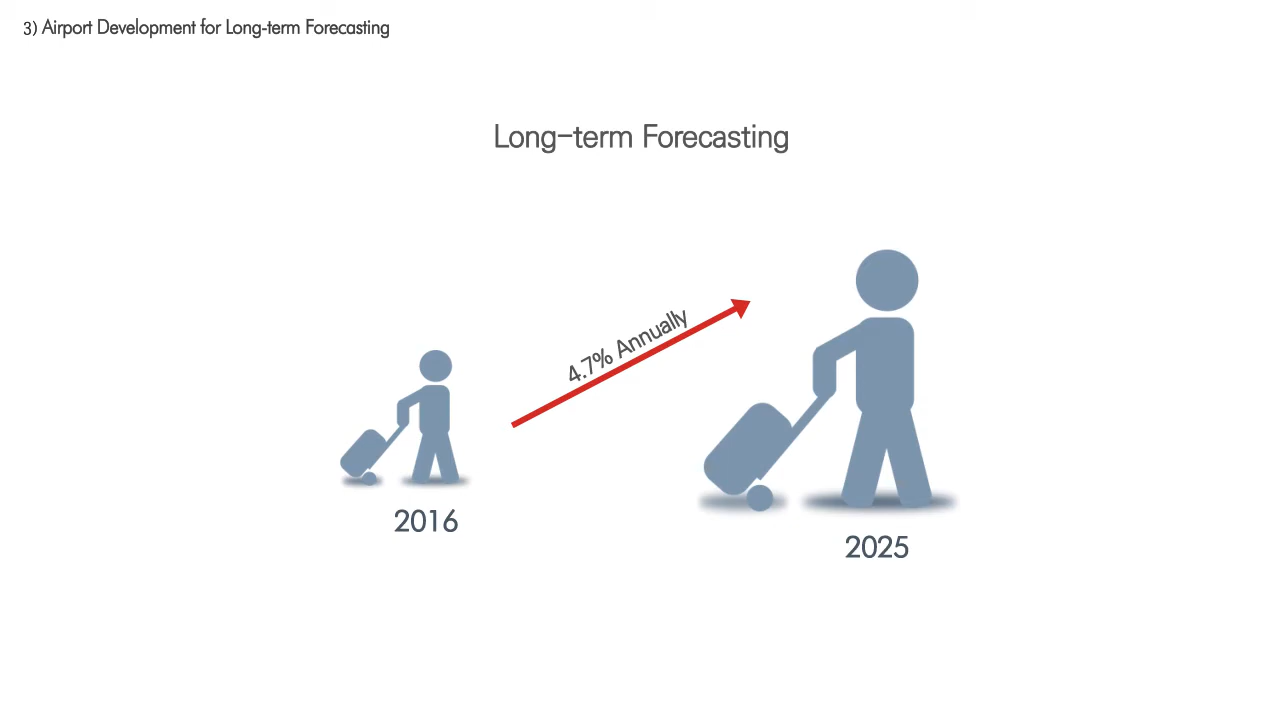 3) Airport Development for Long-term Forecasting
Long-term Forecasting
4.7% Annually
2016
2025